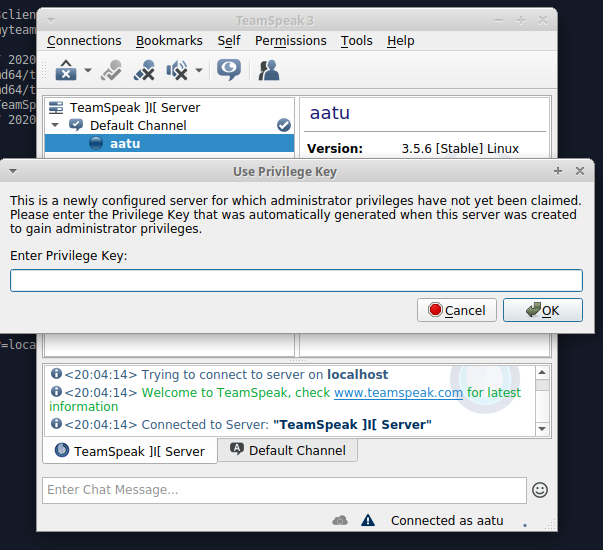 client
TeamSpeak 3
myteam
Connections Bookmarks Self Permissions Tools Help
2020
md64/t
md64/t
TeamSp
2020
TeamSpeak ]I[ Server
Default Channel
aatu
aatu
Version: 3.5.6 [Stable] Linux
Use Privilege Key
This is a newly configured server for which administrator privileges have not yet been claimed.
Please enter the Privilege Key that was automatically generated when this server was created
to gain administrator privileges.
Enter Privilege Key:
Cancel OK
=loca
<20:04:14> Trying to connect to server on localhost
<20:04:14> Welcome to TeamSpeak, check www.teamspeak.com for latest
information
<20:04:14> Connected to Server: "TeamSpeak ]I[ Server"
TeamSpeak ]I[ Server Default Channel
Enter Chat Message...
Connected as aatu